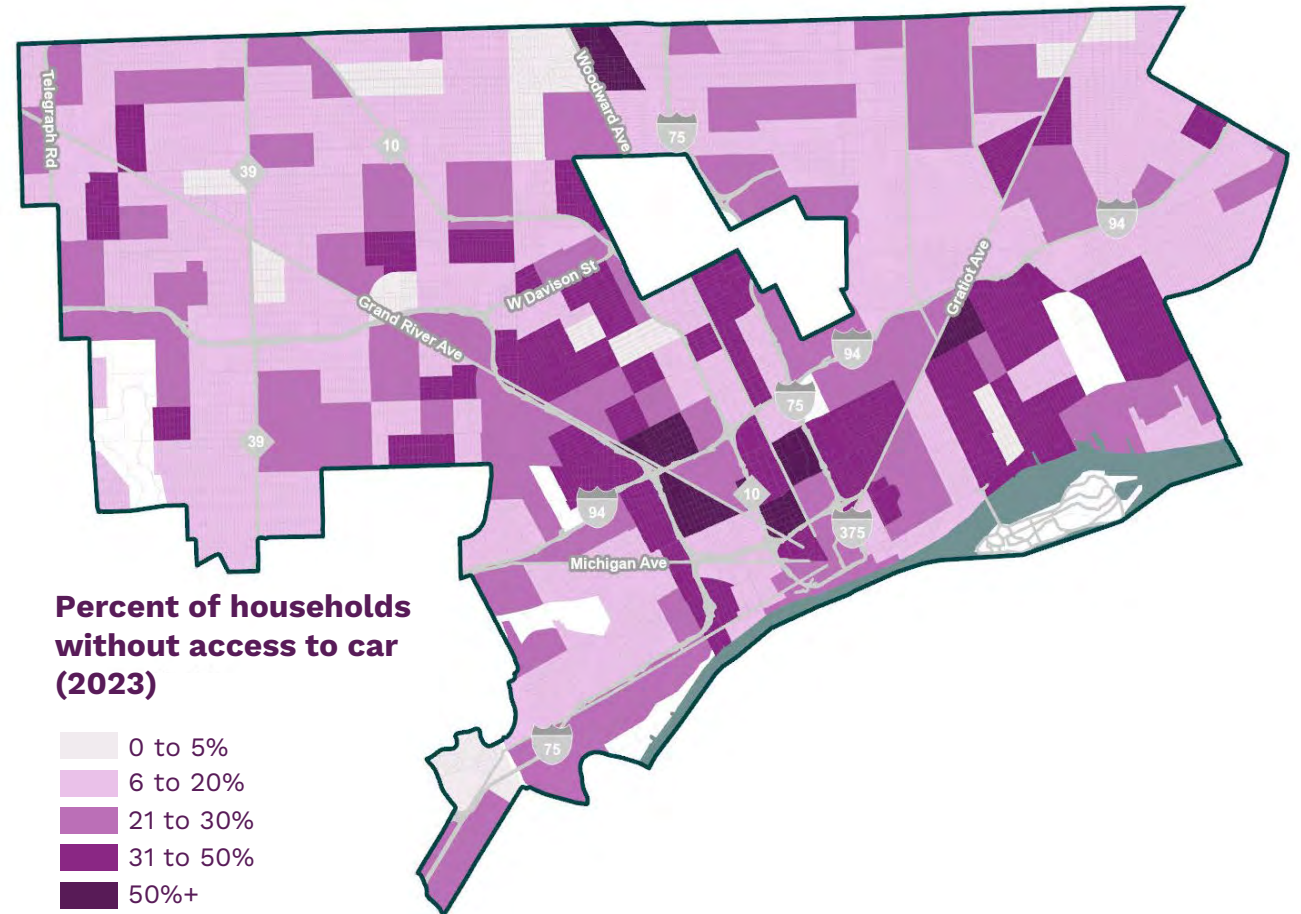 Telegraph Rd
Woodward Ave
75
10
39
94
Gratiot Ave
W Davison St
Grand River Ave
94
75
39
10
94
375
Michigan Ave
75
Percent of households
without access to car
(2023)
0 to 5%
6 to 20%
21 to 30%
31 to 50%
50%+